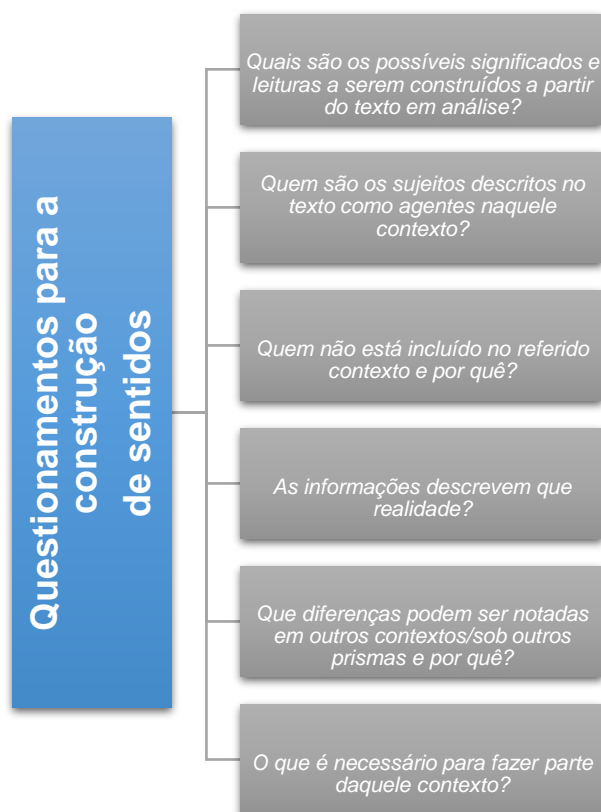 Questionamentos para a
construção
de sentidos
Quais são os possíveis significados e
leituras a serem construídos a partir
do texto em análise?
Quem são os sujeitos descritos no
texto como agentes naquele
contexto?
Quem não está incluído no referido
contexto e por quê?
As informações descrevem que
realidade?
Que diferenças podem ser notadas
em outros contextos/sob outros
prismas e por quê?
O que é necessário para fazer parte
daquele contexto?